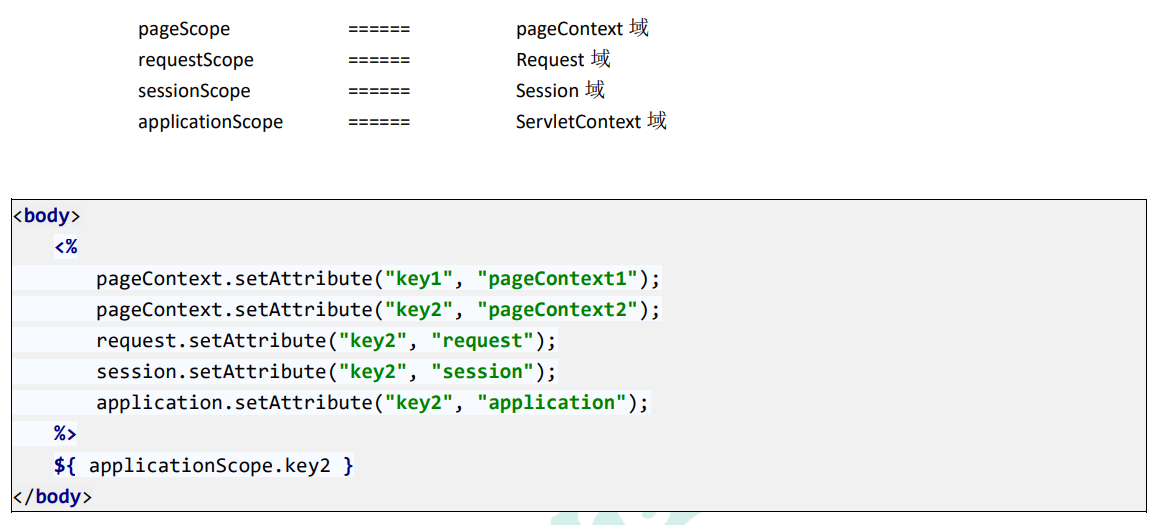 pageScope ====== pageContext 域
requestScope ====== Request 域
sessionScope ====== Session 域
applicationScope ====== ServletContext 域
<body>
<%
pageContext.setAttribute("key1", "pageContext1");
pageContext.setAttribute("key2", "pageContext2");
request.setAttribute("key2", "request");
session.setAttribute("key2", "session");
application.setAttribute("key2", "application");
%>
${ applicationScope.key2 }
</body>